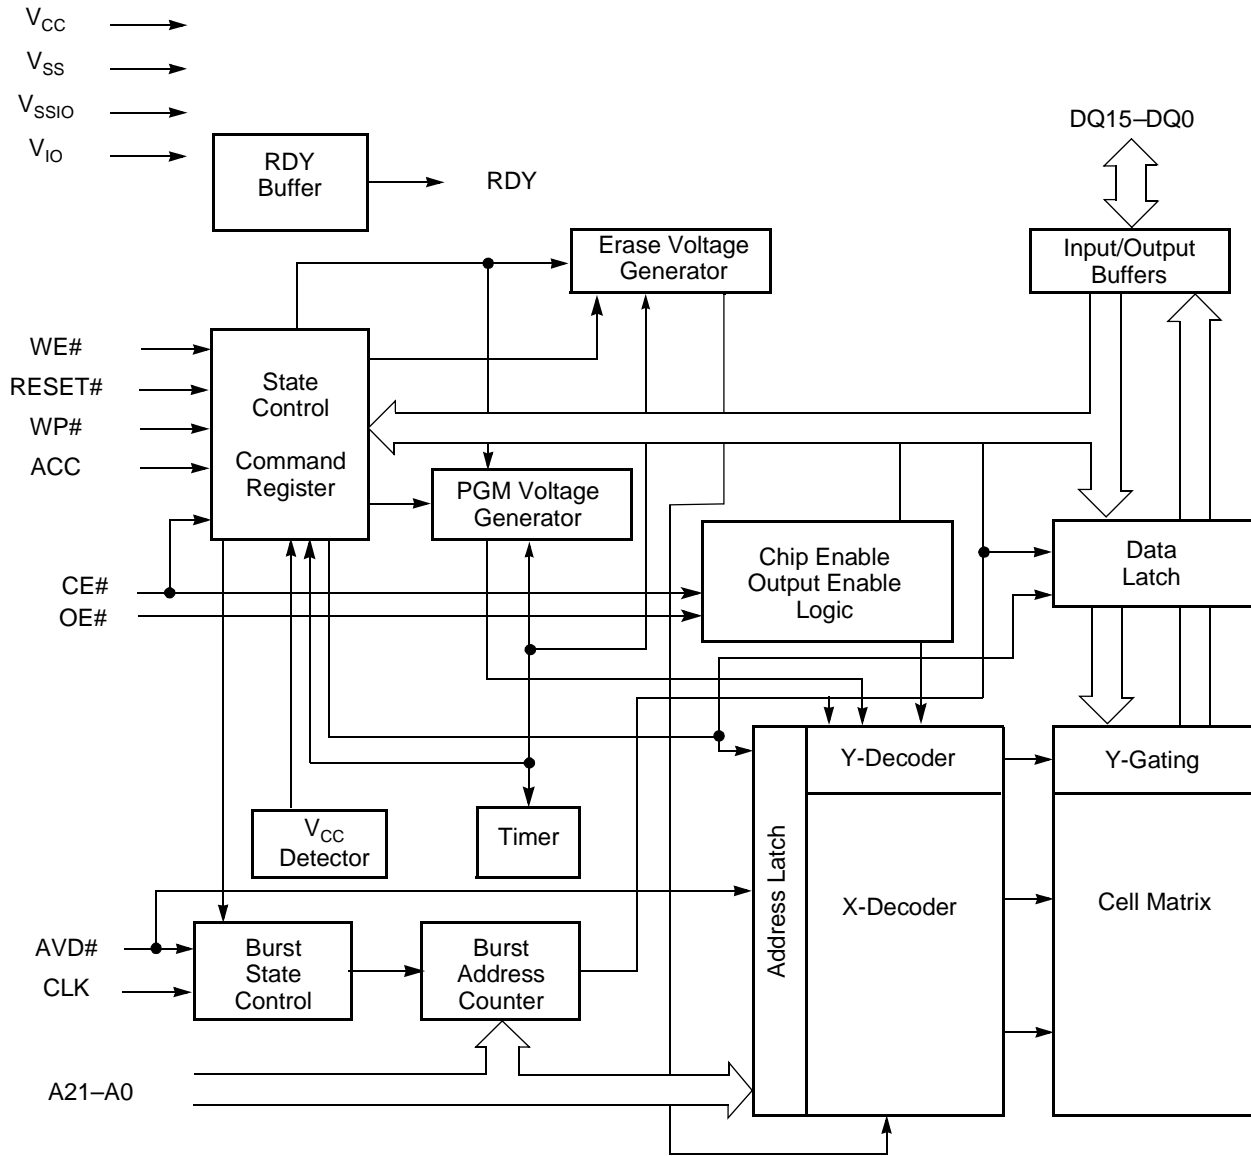 VCC
VSS
VSSIO
VIO
RDY
Buffer
RDY
DQ15–DQ0
Erase Voltage
Generator
Input/Output
Buffers
WE#
RESET#
WP#
ACC
State
Control
Command
Register
PGM Voltage
Generator
CE#
OE#
Chip Enable
Output Enable
Logic
Data
Latch
Y-Decoder
Y-Gating
VCC
Detector
Timer
Address Latch
X-Decoder
Cell Matrix
AVD#
CLK
Burst
State
Control
Burst
Address
Counter
A21–A0